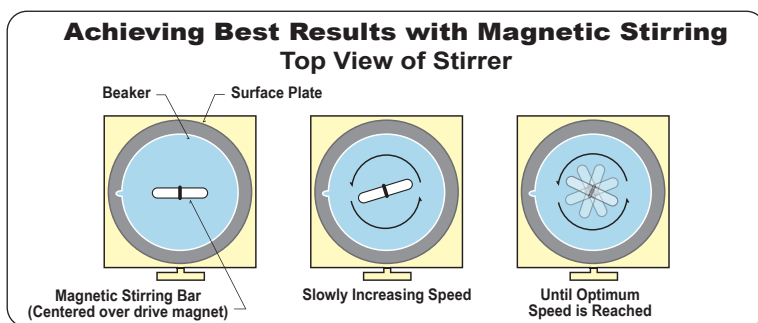 Achieving Best Results with Magnetic Stirring
Top View of Stirrer
Beaker
Surface Plate
Magnetic Stirring Bar
(Centered over drive magnet)
Slowly Increasing Speed
Until Optimum
Speed is Reached